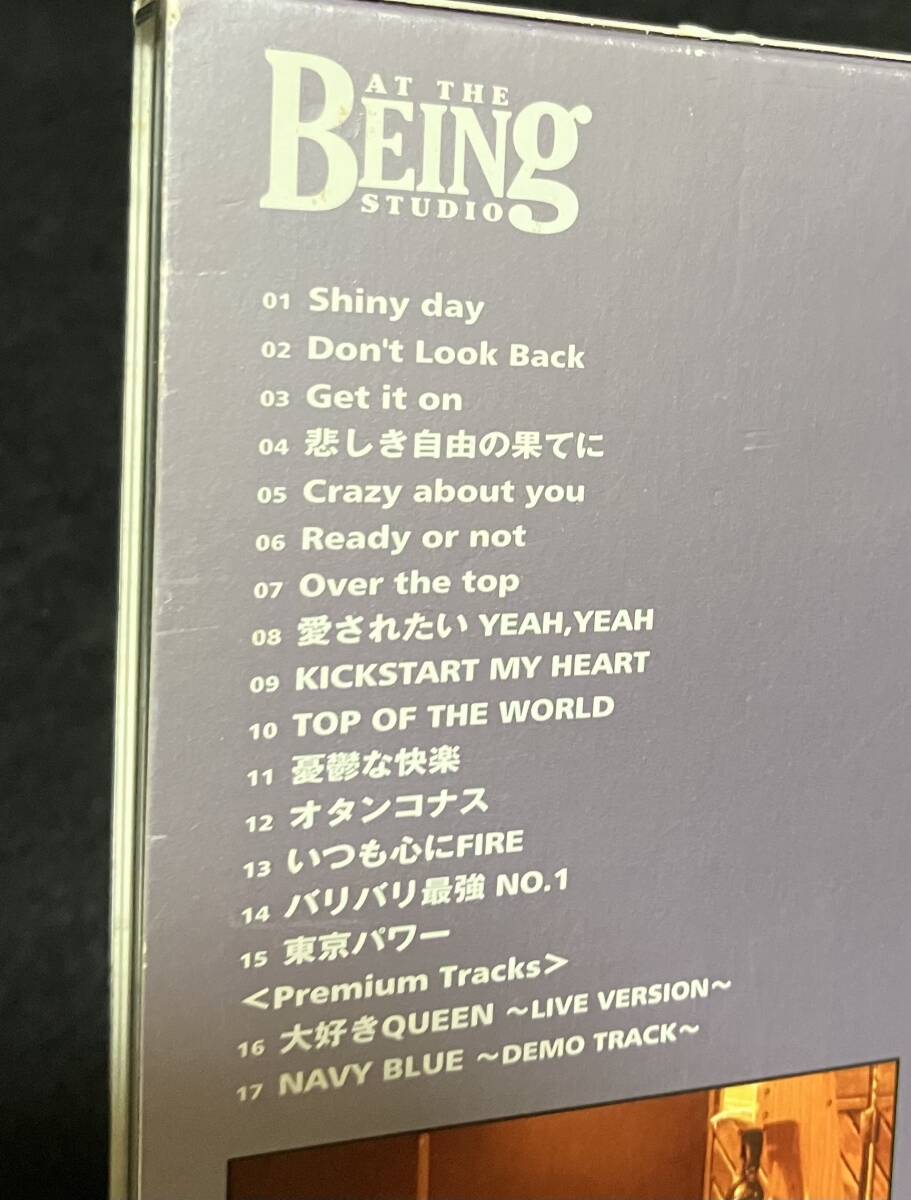 AT THE
BEINg
STUDIO
01 Shiny day
02 Don't Look Back
03 Get it on
04 悲しき自由の果てに
05 Crazy about you
06 Ready or not
07 Over the top
08 愛されたい YEAH,YEAH
09 KICKSTART MY HEART
10 TOP OF THE WORLD
11 憂鬱な快楽
12 オタンコナス
13 いつも心にFIRE
14 バリバリ最強 NO.1
15 東京パワー
<Premium Tracks>
16 大好きQUEEN ～LIVE VERSION～
17 NAVY BLUE ～DEMO TRACK～